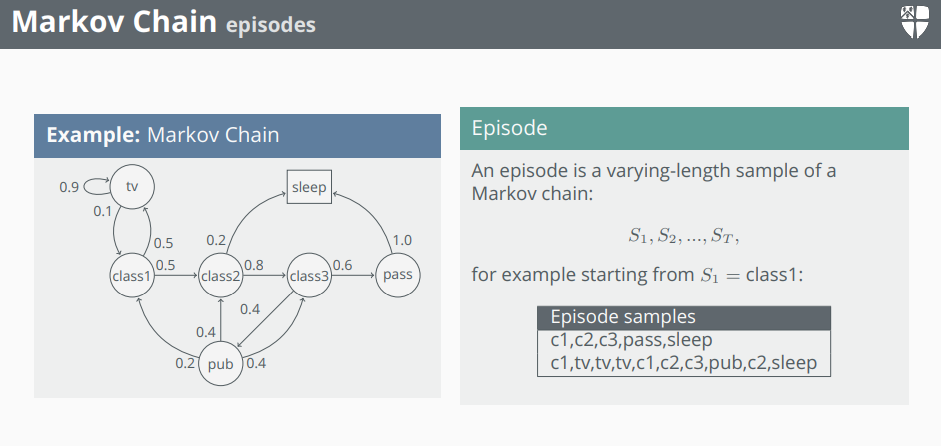 Markov Chain episodes
Example: Markov Chain
0.9
tv
sleep
0.1
0.5
0.2
1.0
class1
0.5
class2
0.8
class3
0.6
pass
0.4
0.4
0.2
pub
0.4
Episode
An episode is a varying-length sample of a
Markov chain:
S₁, S₂, ..., S_T,
for example starting from S₁ = class1:
Episode samples
c1,c2,c3,pass,sleep
c1,tv,tv,tv,c1,c2,c3,pub,c2,sleep